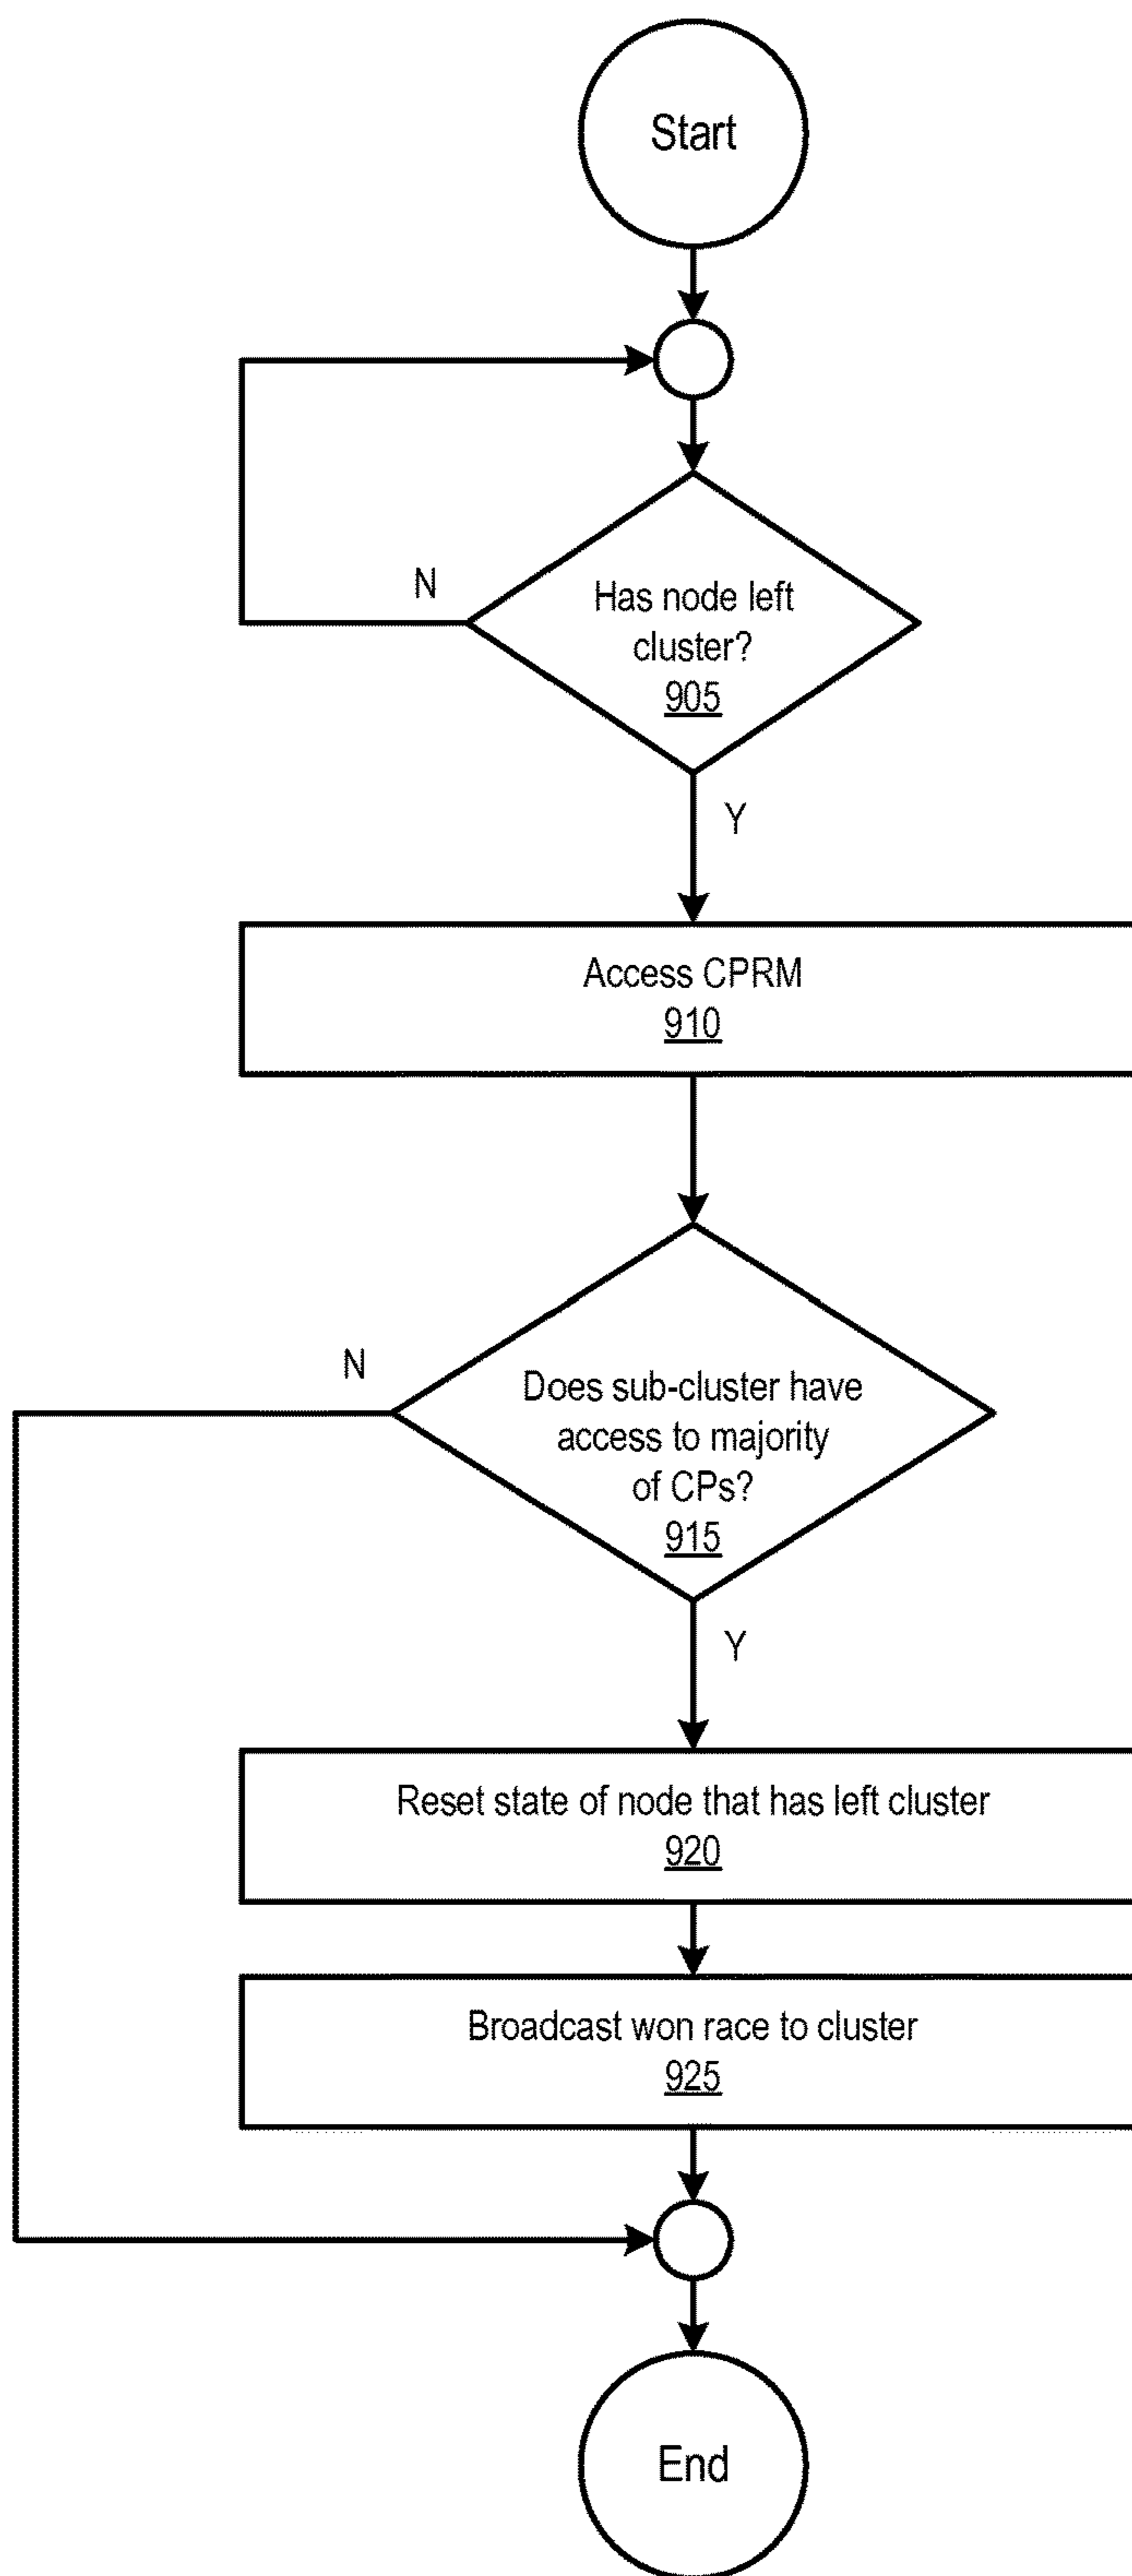 Start
N
Has node left
cluster?
905
Y
Access CPRM
910
N
Does sub-cluster have
access to majority
of CPs?
915
Y
Reset state of node that has left cluster
920
Broadcast won race to cluster
925
End